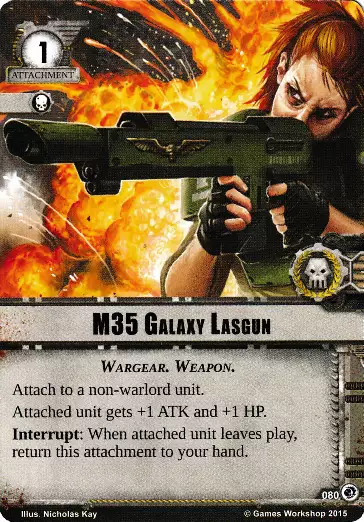 1
ATTACHMENT
M35 GALAXY LASGUN
WARGEAR. WEAPON.
Attach to a non-warlord unit.
Attached unit gets +1 ATK and +1 HP.
Interrupt: When attached unit leaves play,
return this attachment to your hand.
080
Illus. Nicholas Kay
© Games Workshop 2015